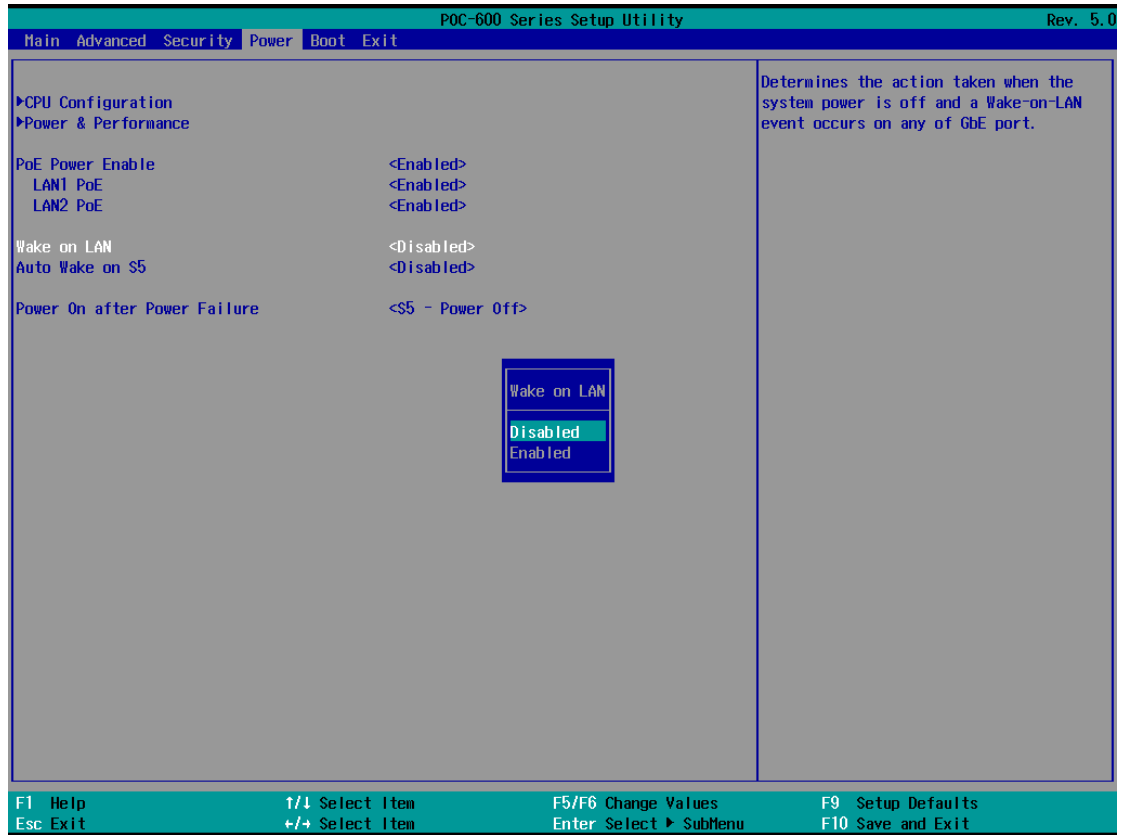 POC-600 Series Setup Utility Rev. 5.0
Main Advanced Security Power Boot Exit
▶CPU Configuration
▶Power & Performance
PoE Power Enable <Enabled>
LAN1 PoE <Enabled>
LAN2 PoE <Enabled>
Wake on LAN <Disabled>
Auto Wake on S5 <Disabled>
Power On after Power Failure <S5 - Power Off>
Wake on LAN
Disabled
Enabled
Determines the action taken when the
system power is off and a Wake-on-LAN
event occurs on any of GbE port.
F1 Help ↑/↓ Select Item F5/F6 Change Values F9 Setup Defaults
Esc Exit ←/→ Select Item Enter Select ▶ SubMenu F10 Save and Exit